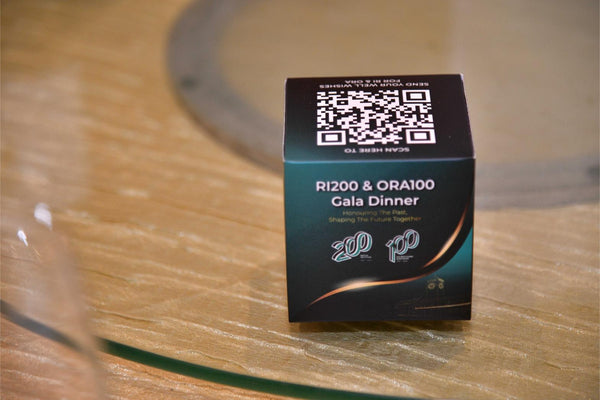 SCAN HERE TO
SEND YOUR WELL WISHES
FOR RI & ORA
RI200 & ORA100
Gala Dinner
Honouring The Past,
Shaping The Future Together
200
100